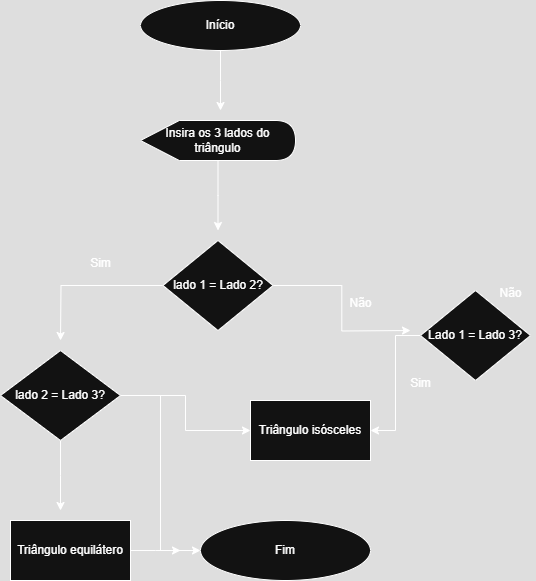 Início
Insira os 3 lados do
triângulo
Sim
lado 1 = Lado 2?
Não
Não
Lado 1 = Lado 3?
Sim
lado 2 = Lado 3?
Triângulo isósceles
Triângulo equilátero
Fim